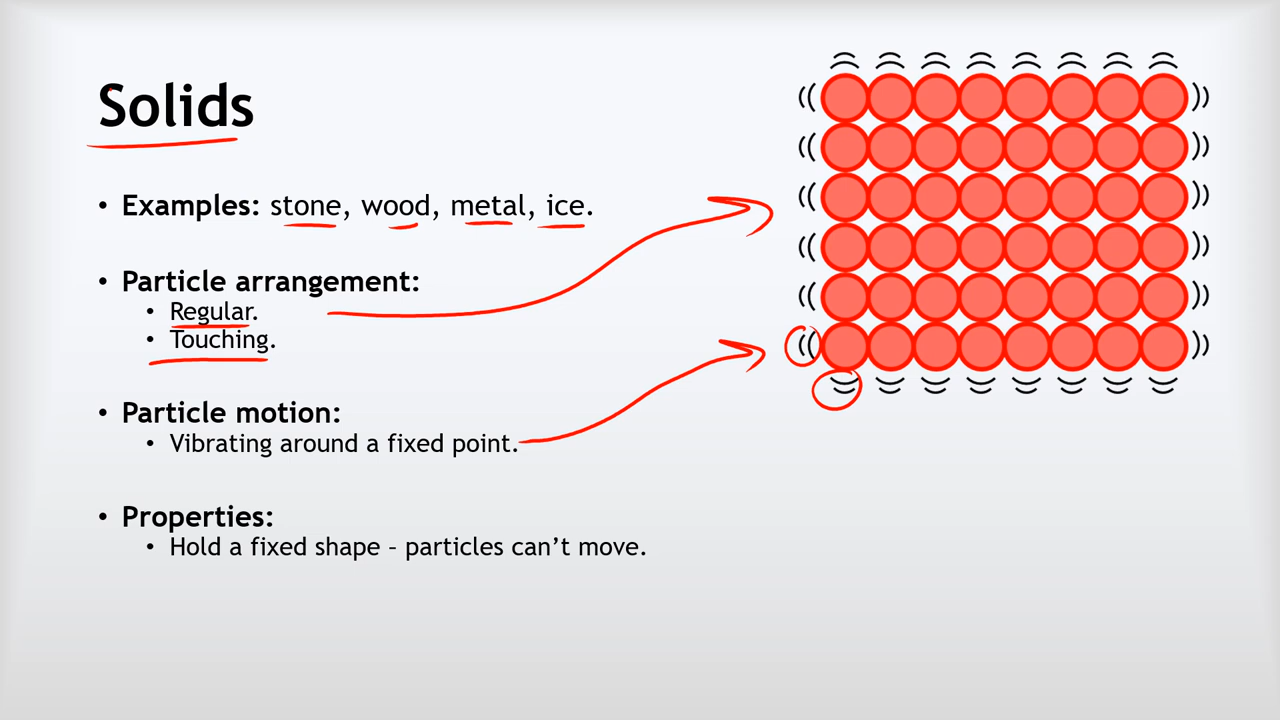 Solids
• Examples: stone, wood, metal, ice.
• Particle arrangement:
• Regular.
• Touching.
• Particle motion:
• Vibrating around a fixed point.
• Properties:
• Hold a fixed shape – particles can’t move.